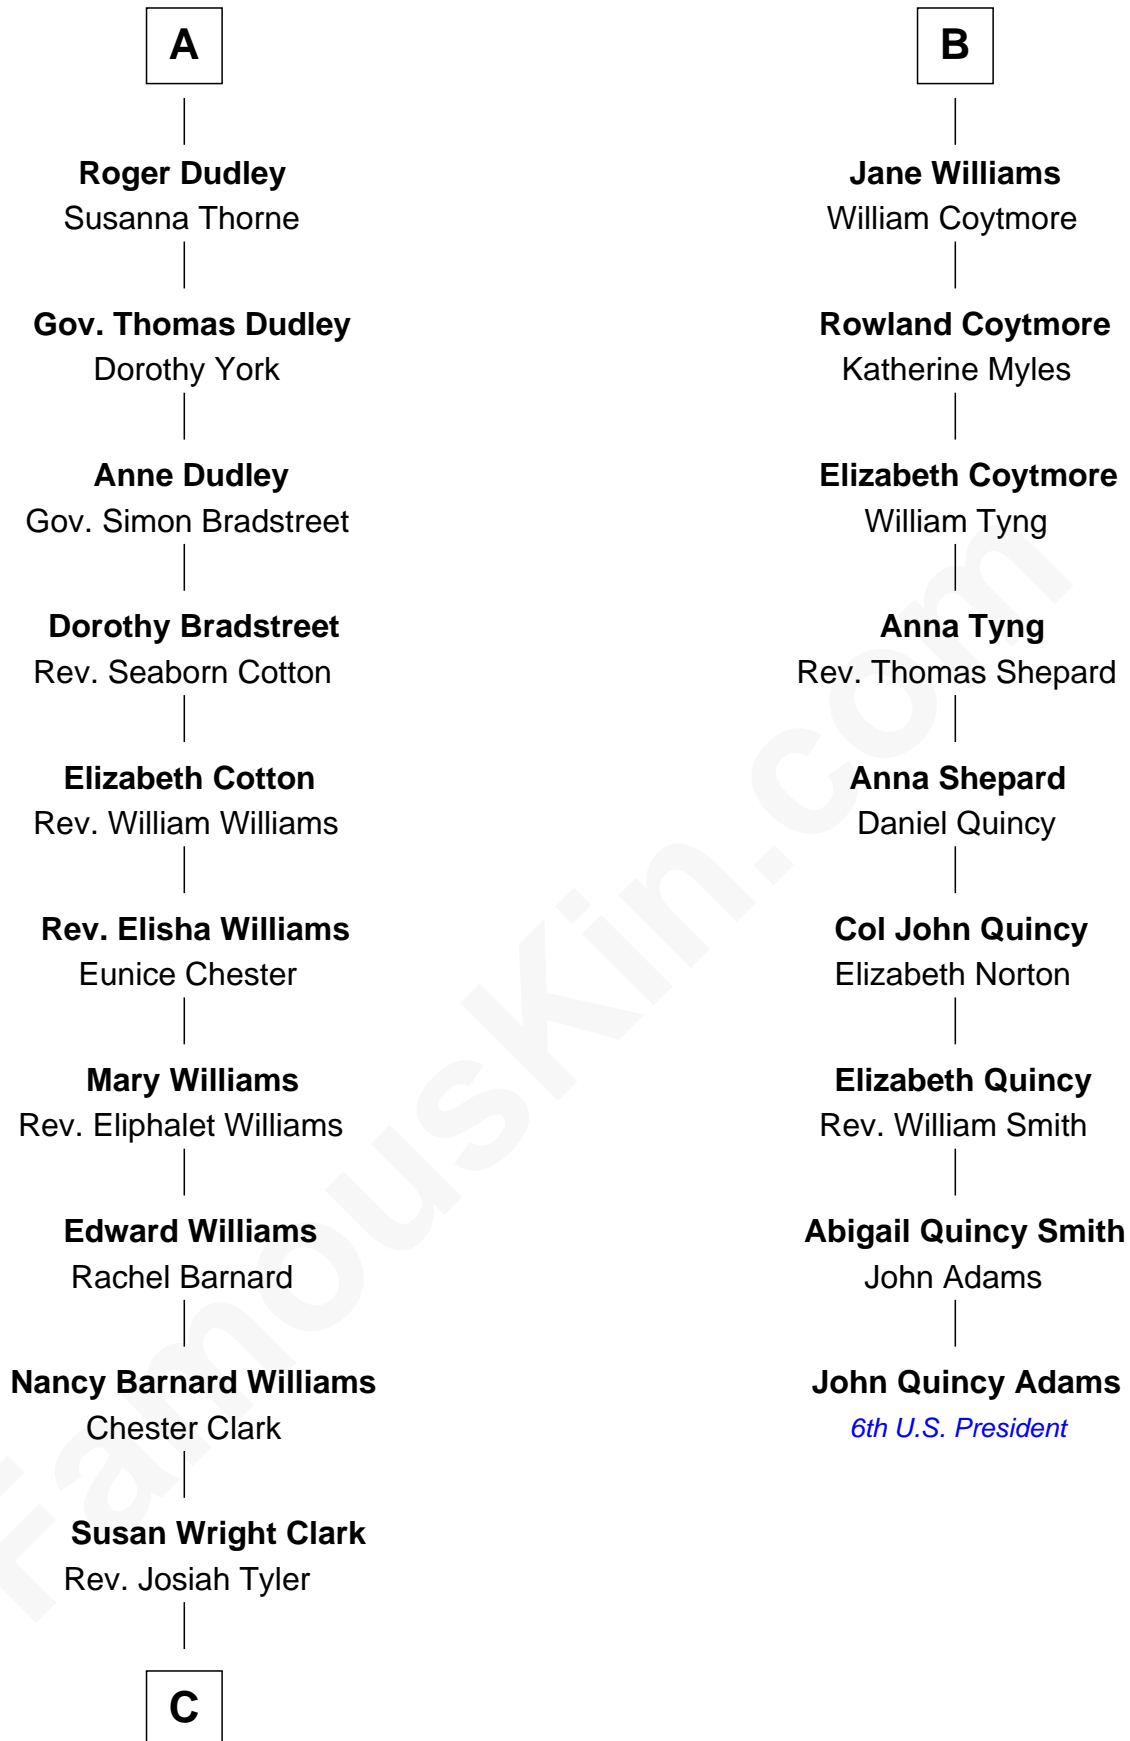 A
Roger Dudley
Susanna Thorne
Gov. Thomas Dudley
Dorothy York
Anne Dudley
Gov. Simon Bradstreet
Dorothy Bradstreet
Rev. Seaborn Cotton
Elizabeth Cotton
Rev. William Williams
Rev. Elisha Williams
Eunice Chester
Mary Williams
Rev. Eliphalet Williams
Edward Williams
Rachel Barnard
Nancy Barnard Williams
Chester Clark
Susan Wright Clark
Rev. Josiah Tyler
C
B
Jane Williams
William Coytmore
Rowland Coytmore
Katherine Myles
Elizabeth Coytmore
William Tyng
Anna Tyng
Rev. Thomas Shepard
Anna Shepard
Daniel Quincy
Col John Quincy
Elizabeth Norton
Elizabeth Quincy
Rev. William Smith
Abigail Quincy Smith
John Adams
John Quincy Adams
6th U.S. President
FamousKin.com